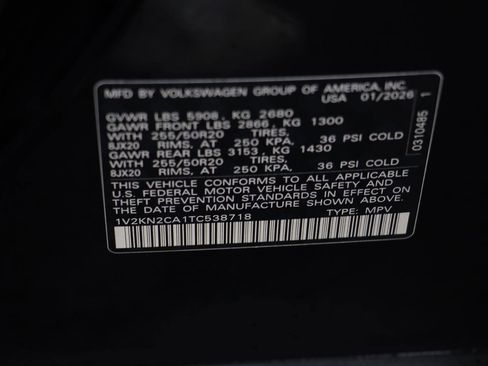 MFD BY VOLKSWAGEN GROUP OF AMERICA, INC.
USA 01/2026
GVWR LBS 5908, KG 2680
GAWR FRONT LBS 2866, KG 1300
WITH 255/50R20 TIRES,
8JX20 RIMS, AT 250 KPA, 36 PSI COLD
GAWR REAR LBS 3153, KG 1430
WITH 255/50R20 TIRES,
8JX20 RIMS, AT 250 KPA, 36 PSI COLD
THIS VEHICLE CONFORMS TO ALL APPLICABLE
U.S. FEDERAL MOTOR VEHICLE SAFETY AND
THEFT PREVENTION STANDARDS IN EFFECT ON
THE DATE OF MANUFACTURE SHOWN ABOVE.
1V2KN2CA1TC538718 TYPE: MPV
0310485 1